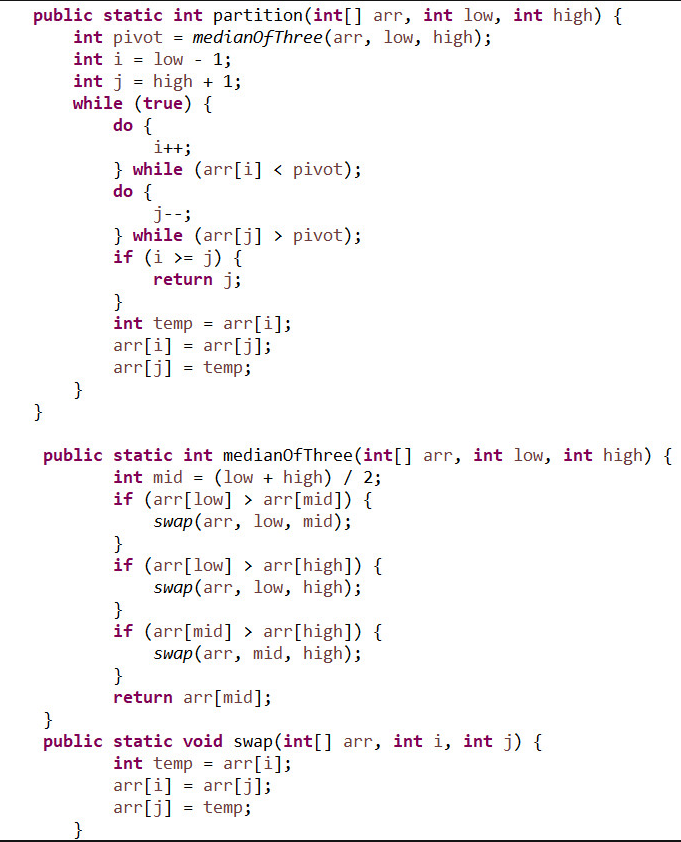 public static int partition(int[] arr, int low, int high) {
    int pivot = medianOfThree(arr, low, high);
    int i = low - 1;
    int j = high + 1;
    while (true) {
        do {
            i++;
        } while (arr[i] < pivot);
        do {
            j--;
        } while (arr[j] > pivot);
        if (i >= j) {
            return j;
        }
        int temp = arr[i];
        arr[i] = arr[j];
        arr[j] = temp;
    }
}

 public static int medianOfThree(int[] arr, int low, int high) {
        int mid = (low + high) / 2;
        if (arr[low] > arr[mid]) {
            swap(arr, low, mid);
        }
        if (arr[low] > arr[high]) {
            swap(arr, low, high);
        }
        if (arr[mid] > arr[high]) {
            swap(arr, mid, high);
        }
        return arr[mid];
 }
 public static void swap(int[] arr, int i, int j) {
        int temp = arr[i];
        arr[i] = arr[j];
        arr[j] = temp;
    }